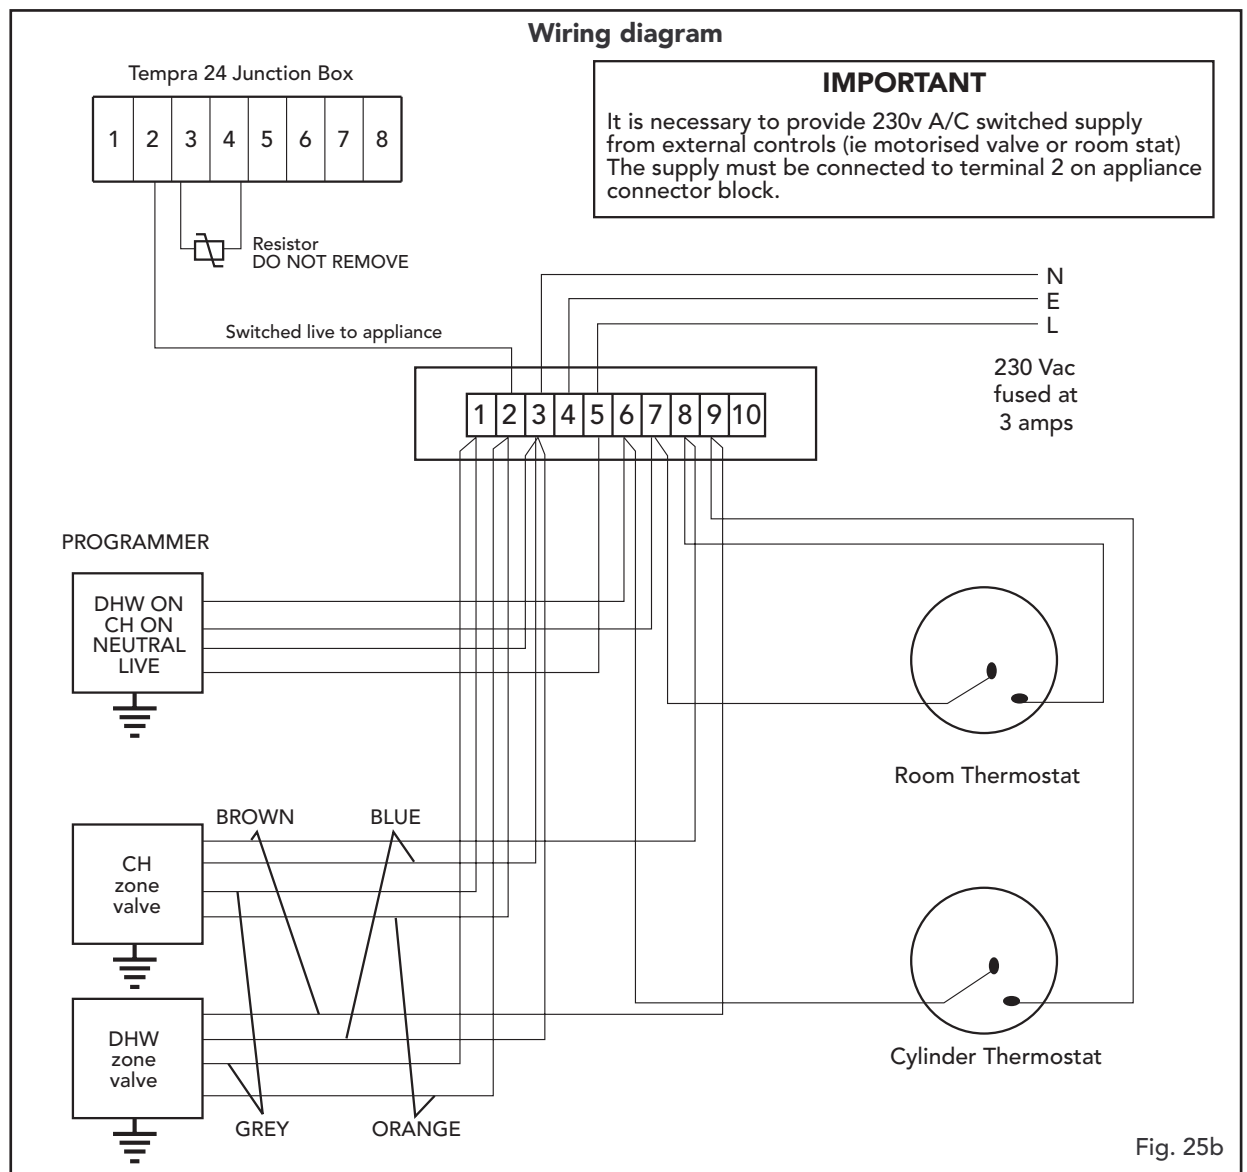 Wiring diagram
Tempra 24 Junction Box
1 2 3 4 5 6 7 8
IMPORTANT
It is necessary to provide 230v A/C switched supply
from external controls (ie motorised valve or room stat)
The supply must be connected to terminal 2 on appliance
connector block.
Resistor
DO NOT REMOVE
N
E
L
Switched live to appliance
230 Vac
fused at
3 amps
1 2 3 4 5 6 7 8 9 10
PROGRAMMER
DHW ON
CH ON
NEUTRAL
LIVE
Room Thermostat
BROWN
BLUE
CH
zone
valve
DHW
zone
valve
Cylinder Thermostat
GREY
ORANGE
Fig. 25b